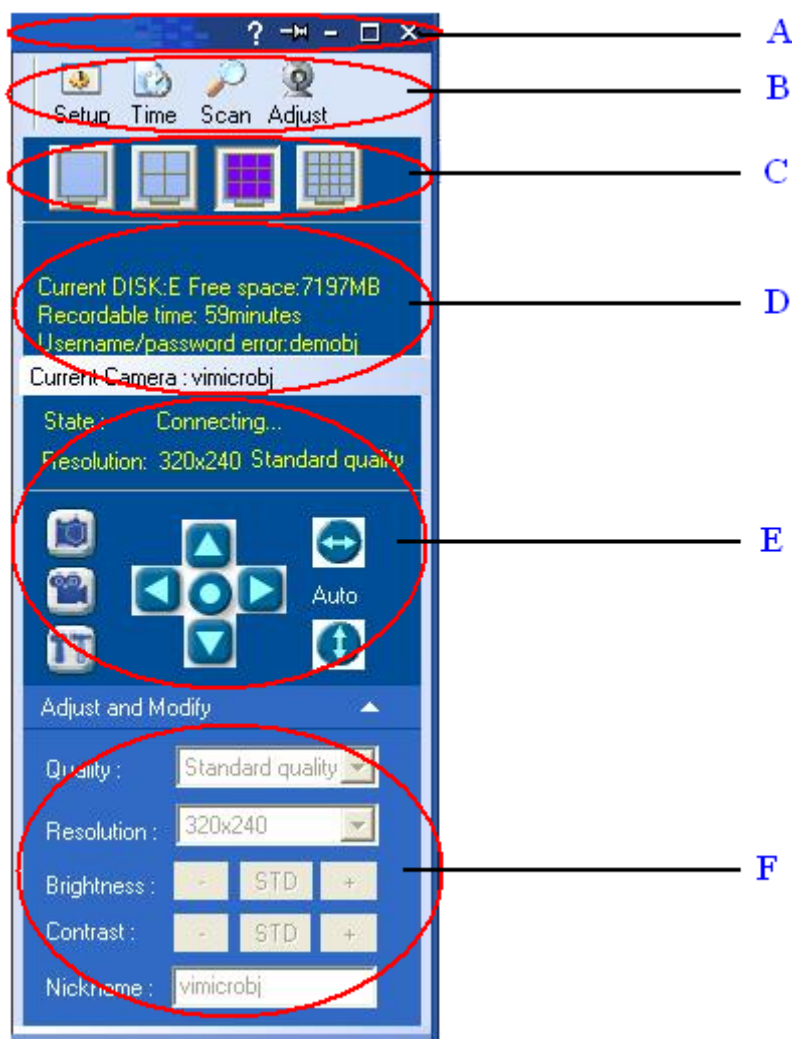 ? A
Setup Time Scan Adjust B
C
Current DISK:E Free space:7197MB
Recordable time: 59minutes D
Username/password error:demobj
Current Camera : vimicrobj
State : Connecting...
Resolution: 320x240 Standard quality
E
Auto
TT
Adjust and Modify
Quality : Standard quality
Resolution : 320x240
Brightness : - STD + F
Contrast : - STD +
Nickname : vimicrobj